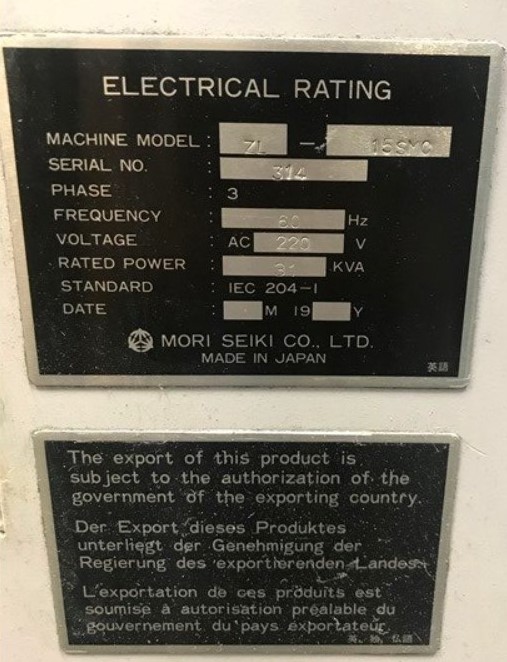 ELECTRICAL RATING
MACHINE MODEL : ZL - 15SMC
SERIAL NO. : 314
PHASE : 3
FREQUENCY : 60 Hz
VOLTAGE : AC 220 V
RATED POWER : 31 KVA
STANDARD : IEC 204-1
DATE : M 19 Y
MORI SEIKI CO., LTD.
MADE IN JAPAN
英語
The export of this product is
subject to the authorization of the
government of the exporting country.
Der Export dieses Produktes
unterliegt der Genehmigung der
Regierung des exportierenden Landes.
L'exportation de ces produits est
soumise à autorisation préalable du
gouvernement du pays exportateur.
英、独、仏語